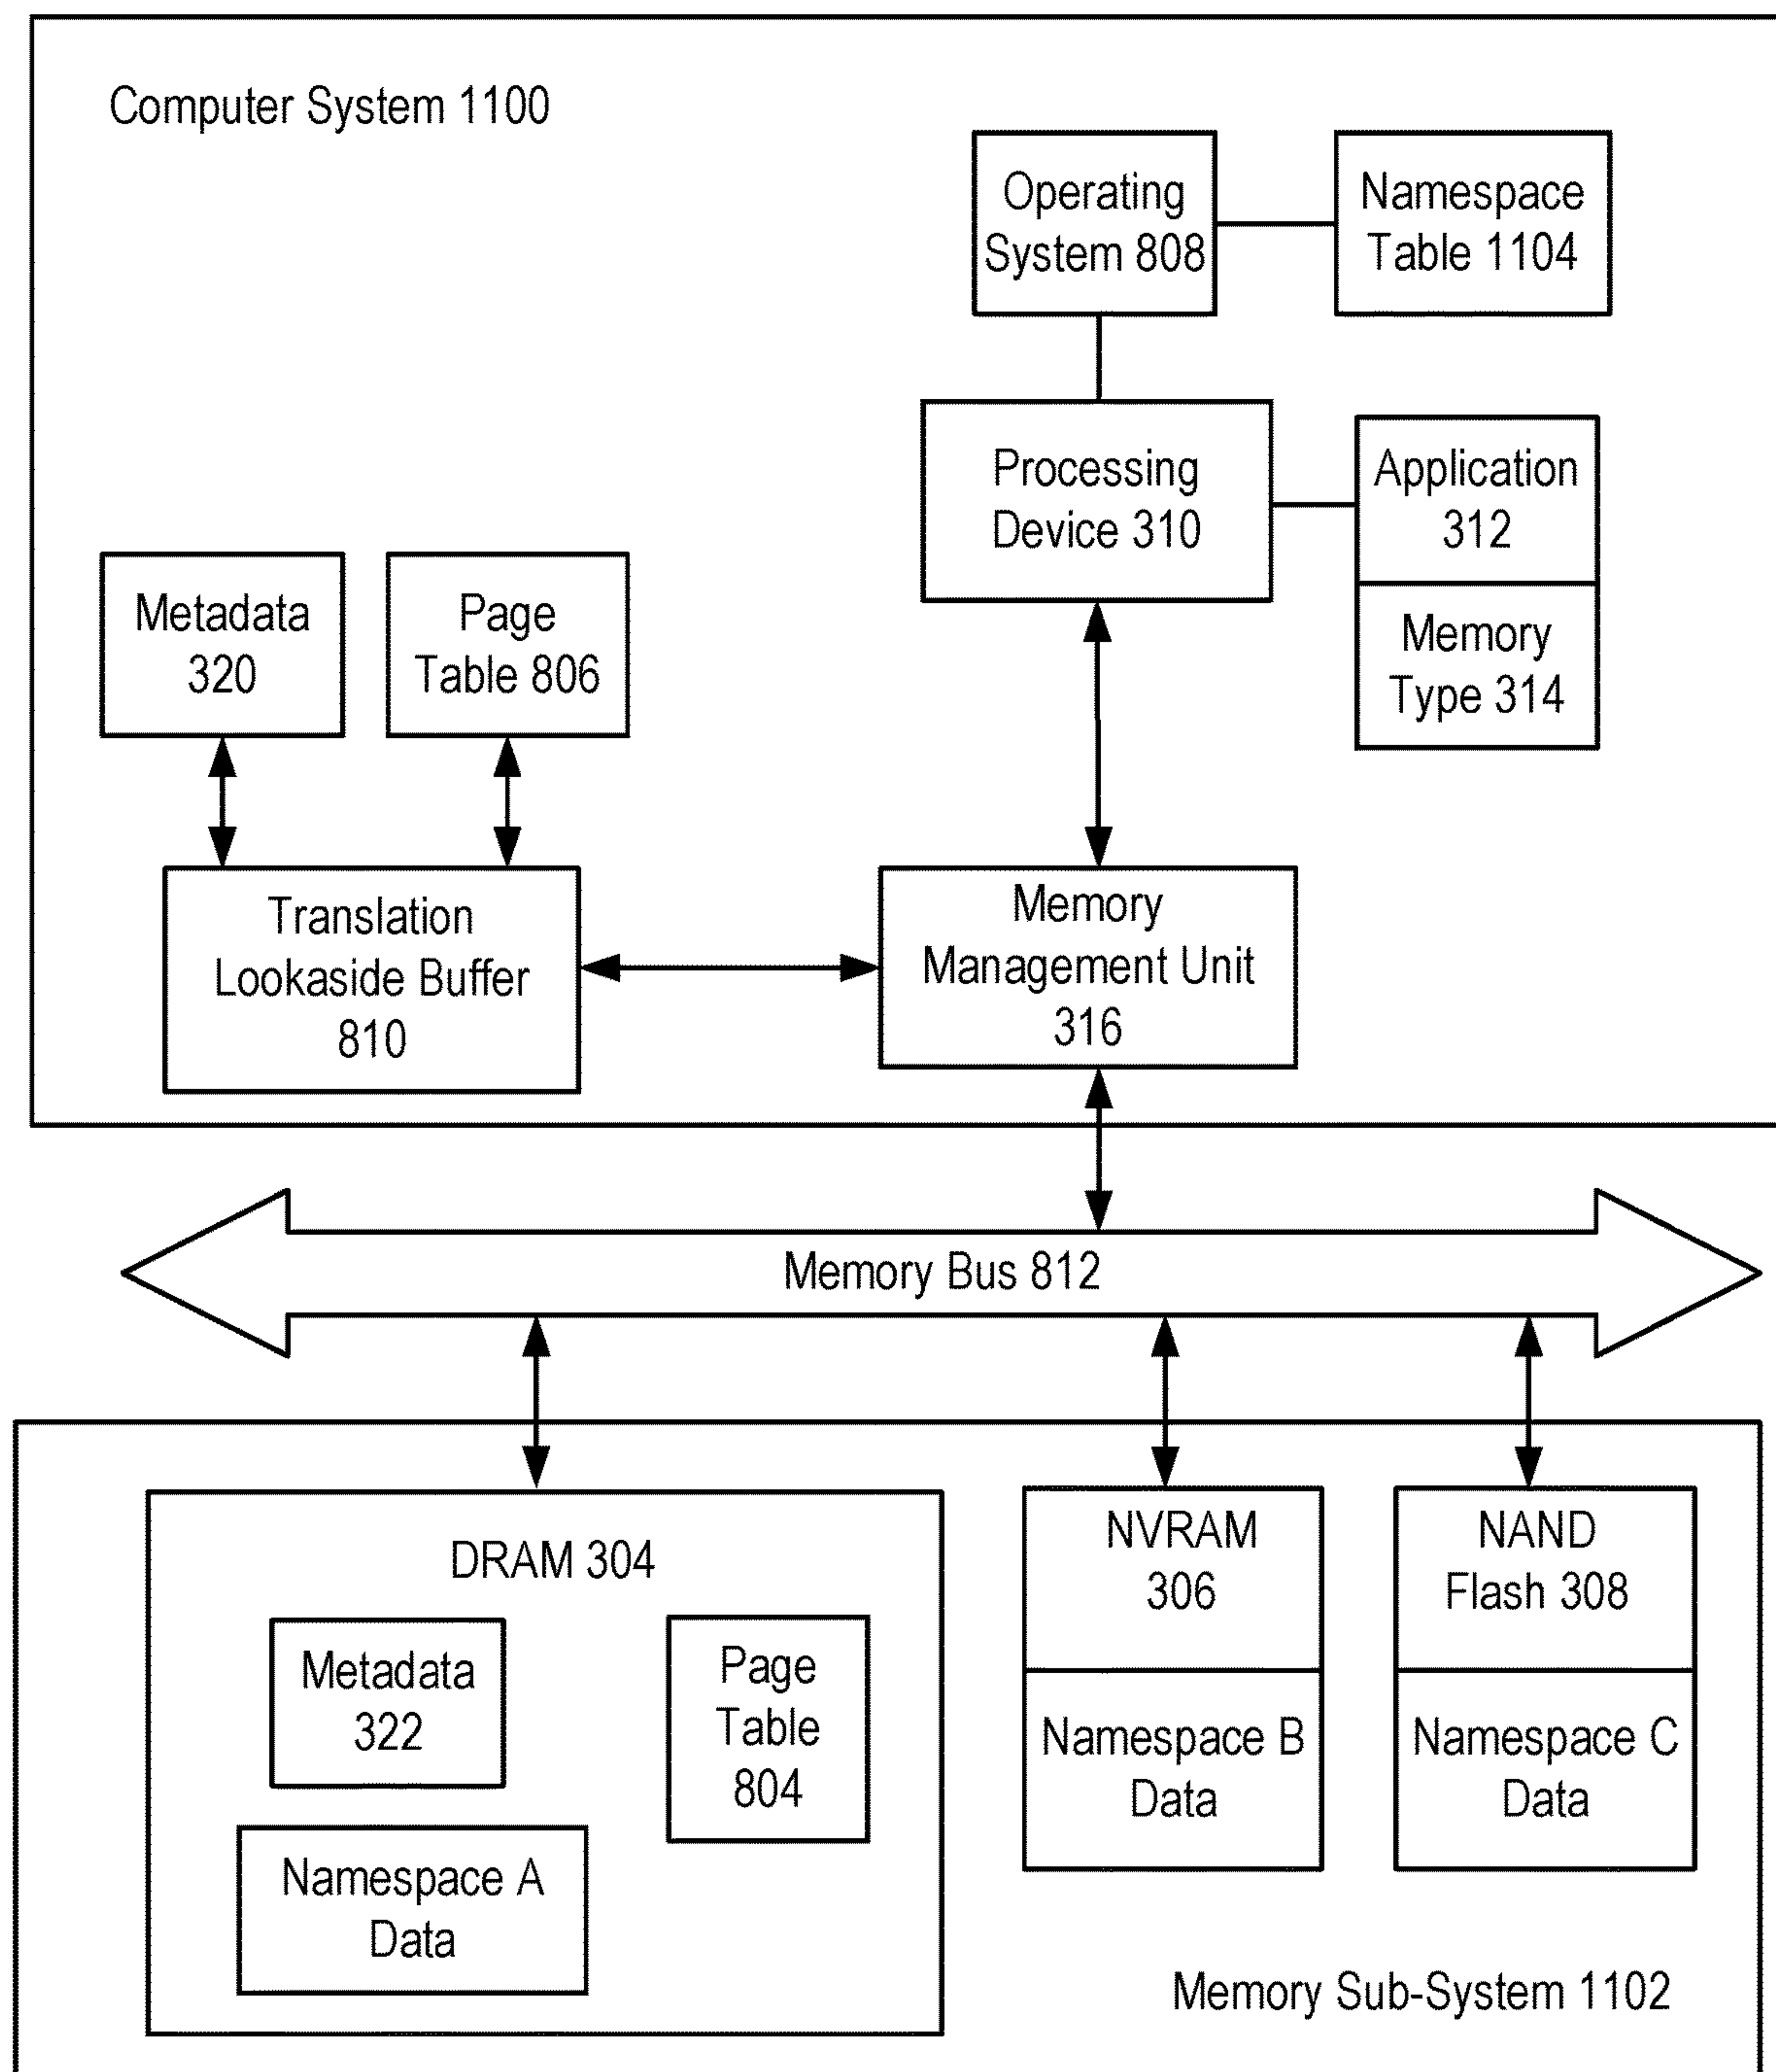 Computer System 1100
Operating
System 808
Namespace
Table 1104
Processing
Device 310
Application
312
Memory
Type 314
Metadata
320
Page
Table 806
Translation
Lookaside Buffer
810
Memory
Management Unit
316
Memory Bus 812
DRAM 304
Metadata
322
Page
Table
804
Namespace A
Data
NVRAM
306
Namespace B
Data
NAND
Flash 308
Namespace C
Data
Memory Sub-System 1102